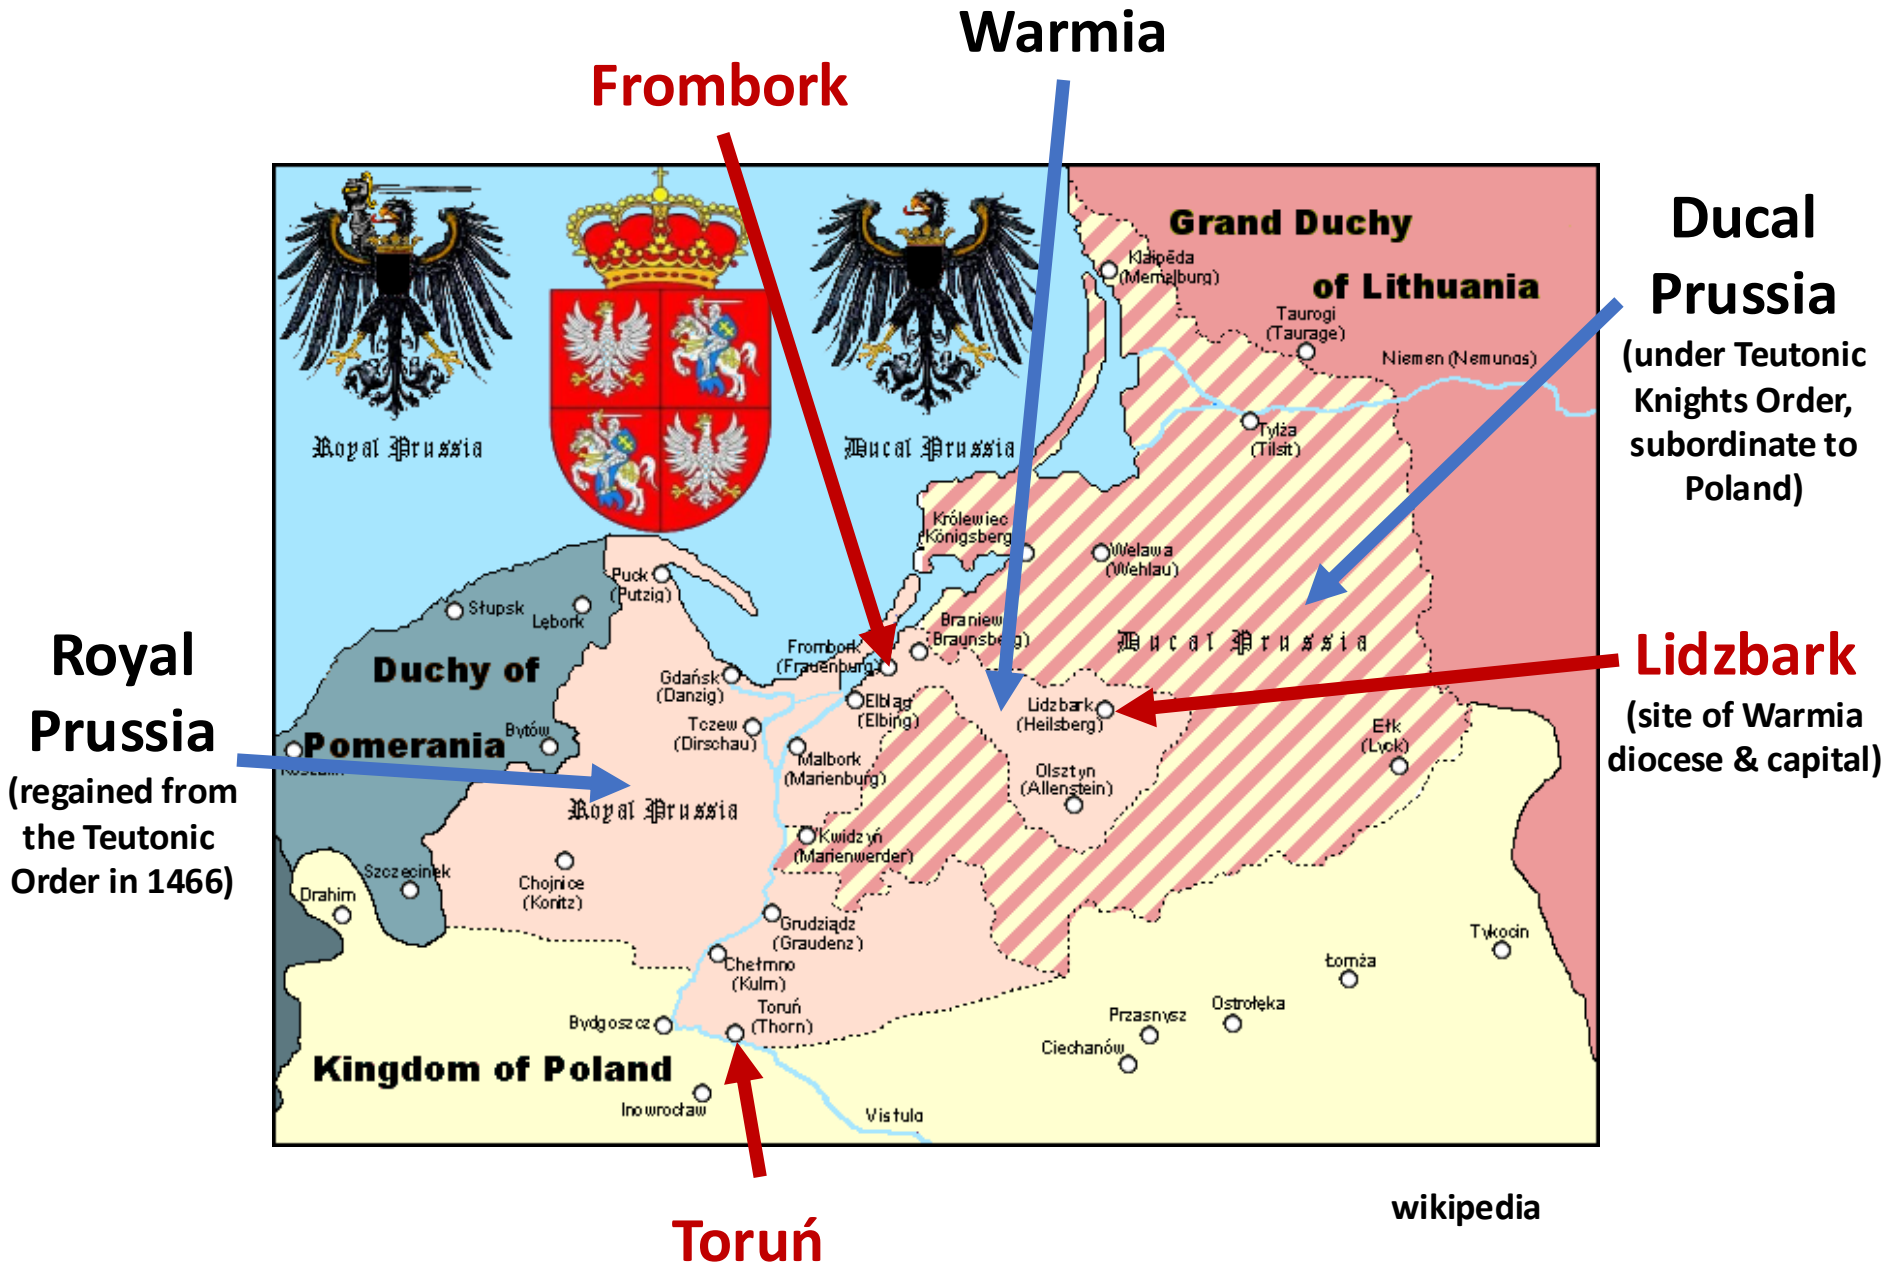 Warmia
Frombork
Ducal
Prussia
(under Teutonic
Knights Order,
subordinate to
Poland)
Grand Duchy
of Lithuania
Klaipēda
(Memelburg)
Taurogi
(Taurage)
Niemen (Nemunas)
Tylża
(Tilsit)
Royal Prussia
Ducal Prussia
Królewiec
Königsberg
Welawa
(Wehlau)
Puck
(Putzig)
Słupsk
Lębork
Braniew
Braunsberg)
Ducal Prussia
Frombork
(Frauenburg)
Royal
Prussia
(regained from
the Teutonic
Order in 1466)
Lidzbark
(site of Warmia
diocese & capital)
Duchy of
Pomerania
Gdańsk
(Danzig)
Elbląg
(Elbing)
Lidzbark
(Heilsberg)
Tczew
(Dirschau)
Bytów
Koszalin
Malbork
(Marienburg)
Ełk
(Lyck)
Olsztyn
(Allenstein)
Royal Prussia
Kwidzyń
(Marienwerder)
Szczecinek
Drahim
Chojnice
(Konitz)
Grudziądz
(Graudenz)
Tykocin
Chełmno
(Kulm)
Łomża
Toruń
(Thorn)
Bydgoszcz
Ostrołęka
Przasnysz
Ciechanów
Kingdom of Poland
Inowrocław
Vistula
wikipedia
Toruń